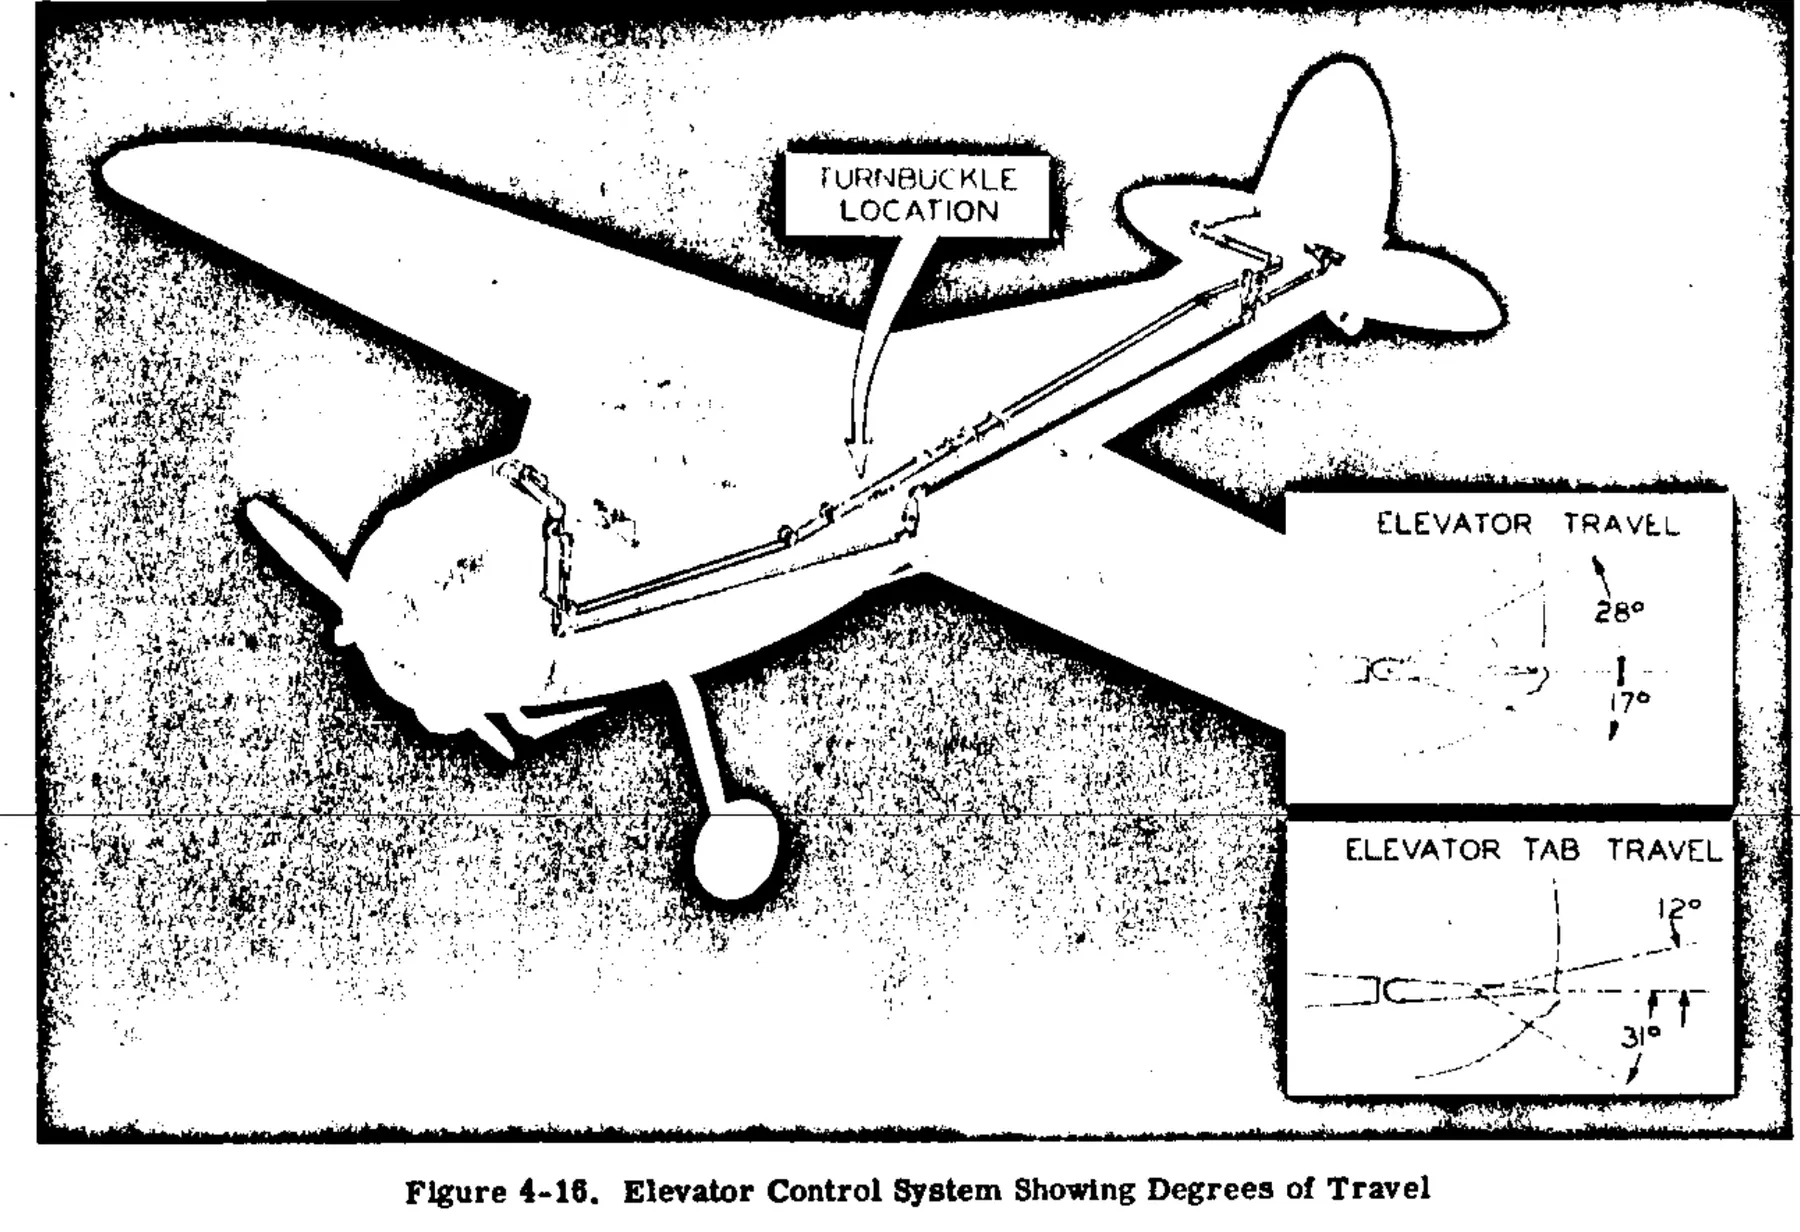 TURNBUCKLE
LOCATION
ELEVATOR TRAVEL
28°
17°
ELEVATOR TAB TRAVEL
12°
31°
Figure 4-16. Elevator Control System Showing Degrees of Travel